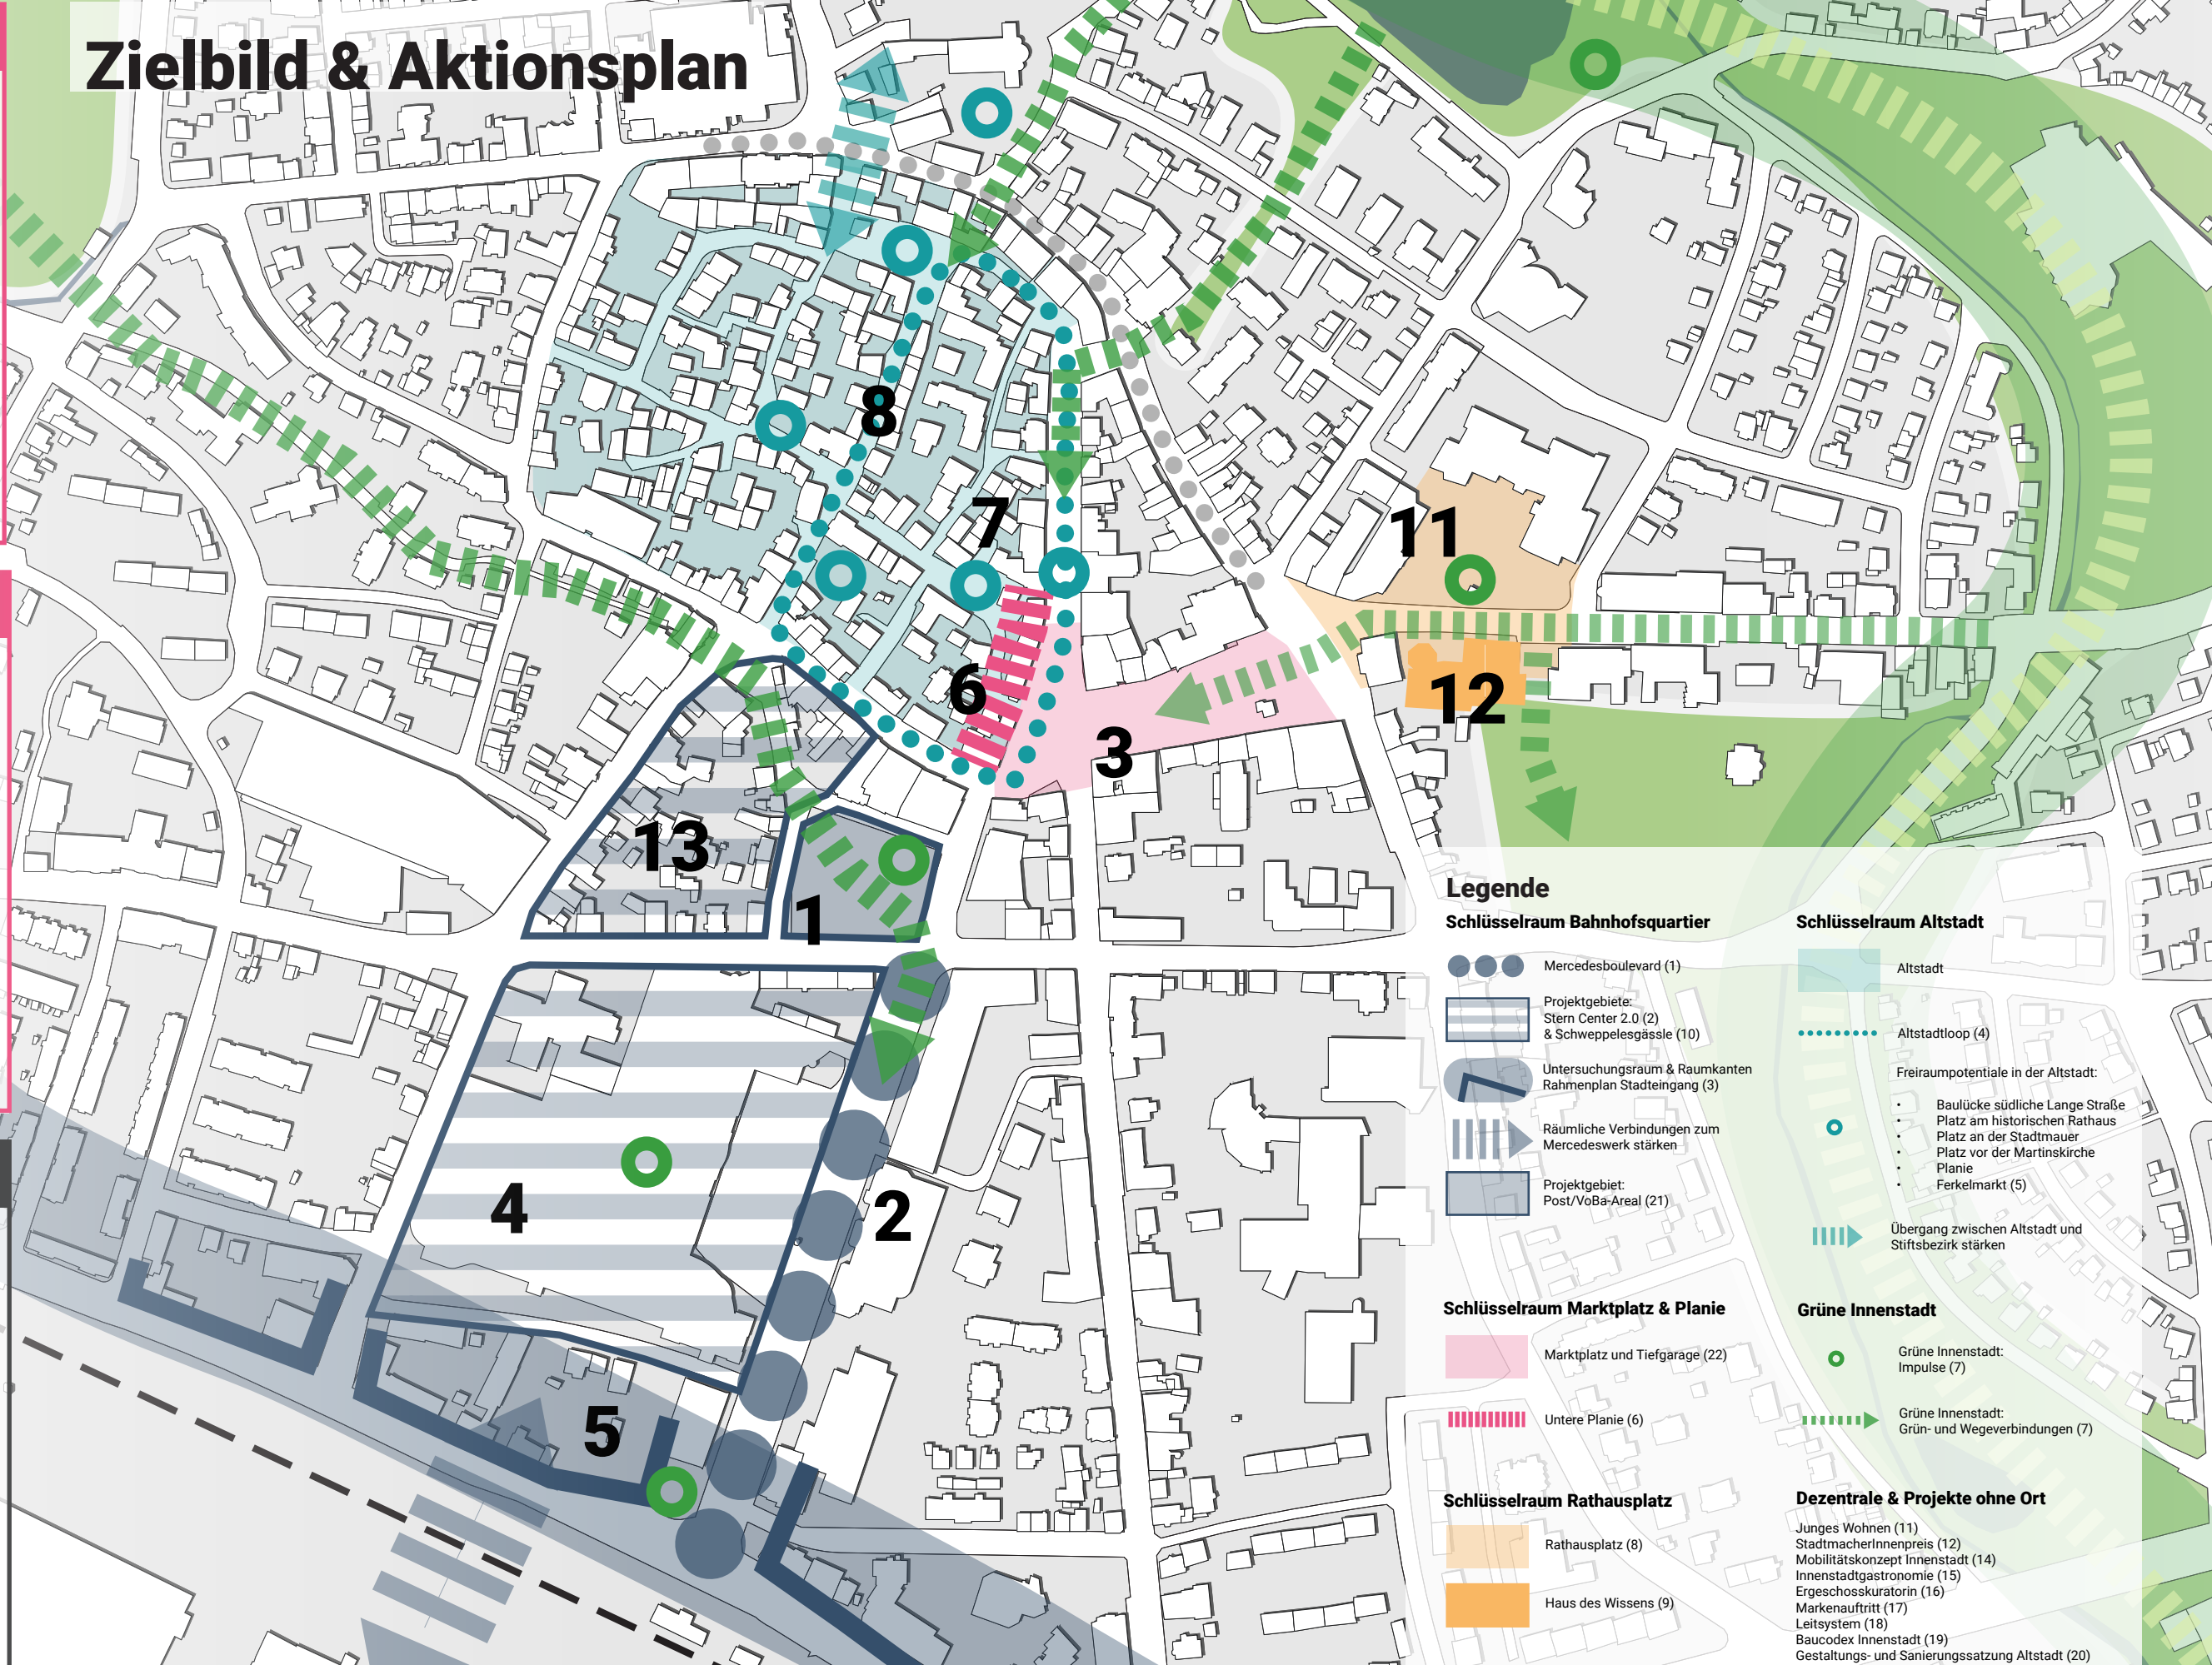 Zielbild & Aktionsplan
8
7
11
6
12
3
13
1
4
2
5
Legende
Schlüsselraum Bahnhofsquartier
Mercedesboulevard (1)
Projektgebiete:
Stern Center 2.0 (2)
& Schweppelesgässle (10)
Untersuchungsraum & Raumkanten
Rahmenplan Stadteingang (3)
Räumliche Verbindungen zum
Mercedeswerk stärken
Projektgebiet:
Post/VoBa-Areal (21)
Schlüsselraum Altstadt
Altstadt
Altstadtloop (4)
Freiraumpotentiale in der Altstadt:
• Baulücke südliche Lange Straße
• Platz am historischen Rathaus
• Platz an der Stadtmauer
• Platz vor der Martinskirche
• Planie
• Ferkelmarkt (5)
Übergang zwischen Altstadt und
Stiftsbezirk stärken
Schlüsselraum Marktplatz & Planie
Marktplatz und Tiefgarage (22)
Untere Planie (6)
Grüne Innenstadt
Grüne Innenstadt:
Impulse (7)
Grüne Innenstadt:
Grün- und Wegeverbindungen (7)
Schlüsselraum Rathausplatz
Rathausplatz (8)
Haus des Wissens (9)
Dezentrale & Projekte ohne Ort
Junges Wohnen (11)
StadtmacherInnenpreis (12)
Mobilitätskonzept Innenstadt (14)
Innenstadtgastronomie (15)
Ergeschosskuratorin (16)
Markenauftritt (17)
Leitsystem (18)
Baucodex Innenstadt (19)
Gestaltungs- und Sanierungssatzung Altstadt (20)